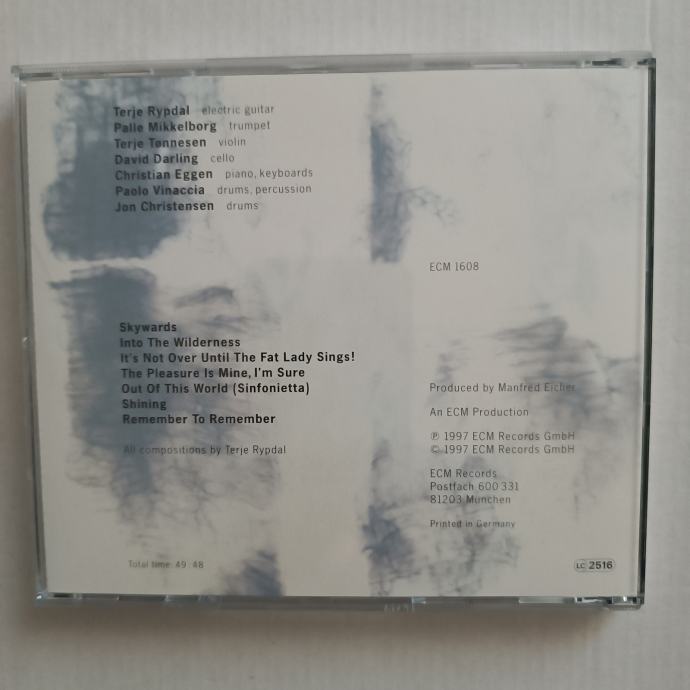 Terje Rypdal electric guitar
Palle Mikkelborg trumpet
Terje Tønnesen violin
David Darling cello
Christian Eggen piano, keyboards
Paolo Vinaccia drums, percussion
Jon Christensen drums
ECM 1608
Skywards
Into The Wilderness
It's Not Over Until The Fat Lady Sings!
The Pleasure Is Mine, I'm Sure
Out Of This World (Sinfonietta)
Shining
Remember To Remember
All compositions by Terje Rypdal
Produced by Manfred Eicher
An ECM Production
℗ 1997 ECM Records GmbH
© 1997 ECM Records GmbH
ECM Records
Postfach 600 331
81203 München
Printed in Germany
Total time 49:48
LC 2516